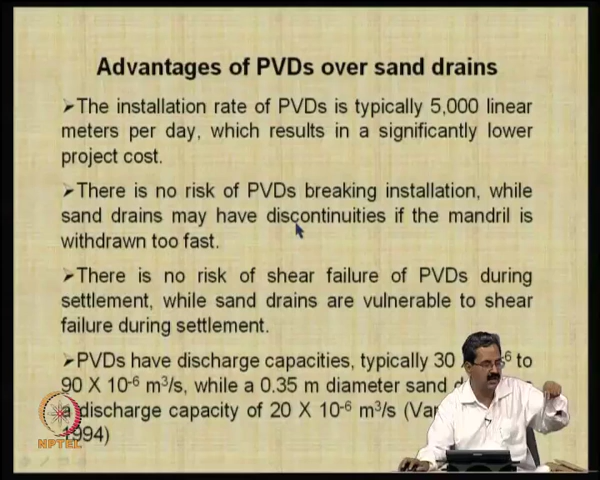 Advantages of PVDs over sand drains
➢The installation rate of PVDs is typically 5,000 linear
meters per day, which results in a significantly lower
project cost.
➢There is no risk of PVDs breaking installation, while
sand drains may have discontinuities if the mandril is
withdrawn too fast.
➢There is no risk of shear failure of PVDs during
settlement, while sand drains are vulnerable to shear
failure during settlement.
➢PVDs have discharge capacities, typically 30 -6 to
90 X 10-6 m3/s, while a 0.35 m diameter sand
a discharge capacity of 20 X 10-6 m3/s
1994)
NPTEL